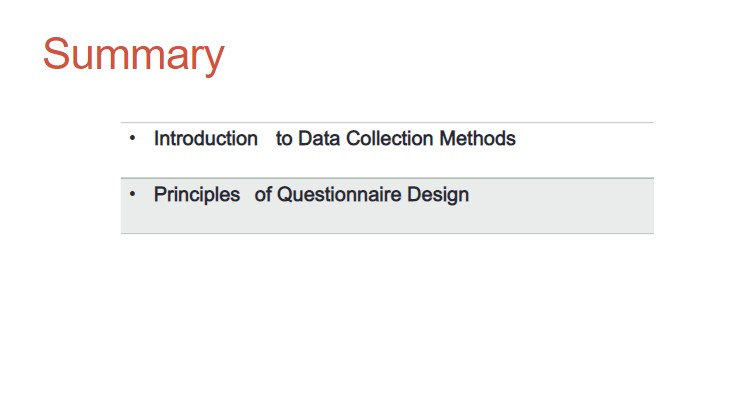 Summary
• Introduction to Data Collection Methods
• Principles of Questionnaire Design